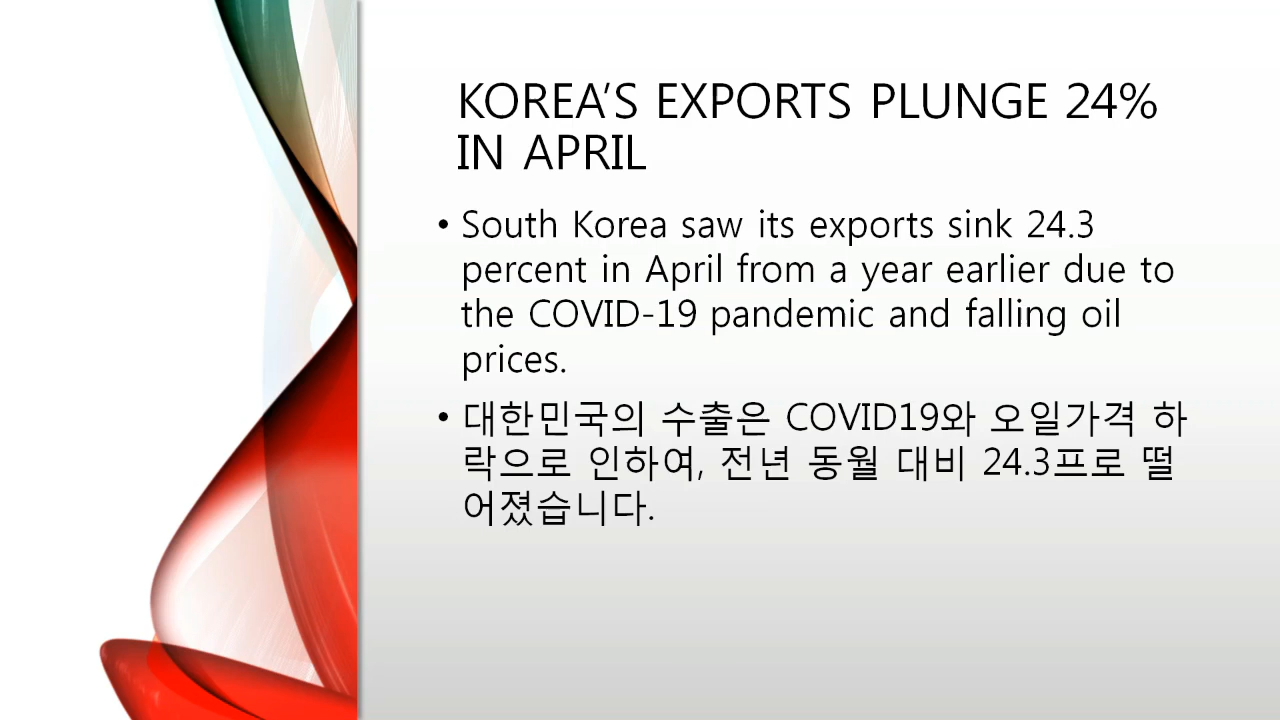 KOREA’S EXPORTS PLUNGE 24%
IN APRIL
• South Korea saw its exports sink 24.3
percent in April from a year earlier due to
the COVID-19 pandemic and falling oil
prices.
• 대한민국의 수출은 COVID19와 오일가격 하
락으로 인하여, 전년 동월 대비 24.3프로 떨
어졌습니다.